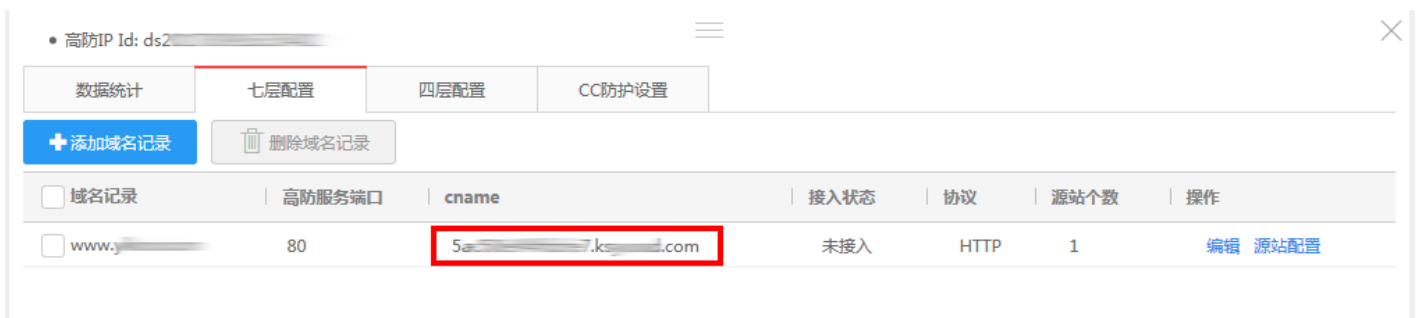 • 高防IP Id: ds2
数据统计 七层配置 四层配置 CC防护设置
添加域名记录 删除域名记录
域名记录 高防服务端口 cname 接入状态 协议 源站个数 操作
www. 80 5a 7.ks .com 未接入 HTTP 1 编辑 源站配置